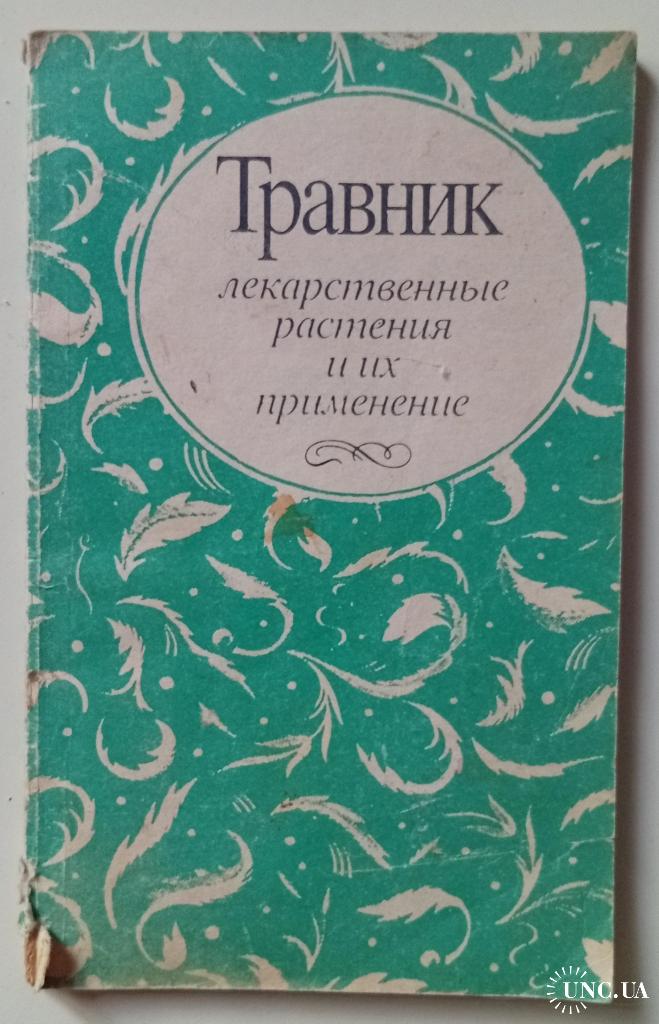 Травник
лекарственные
растения
и их
применение
UNC.UA